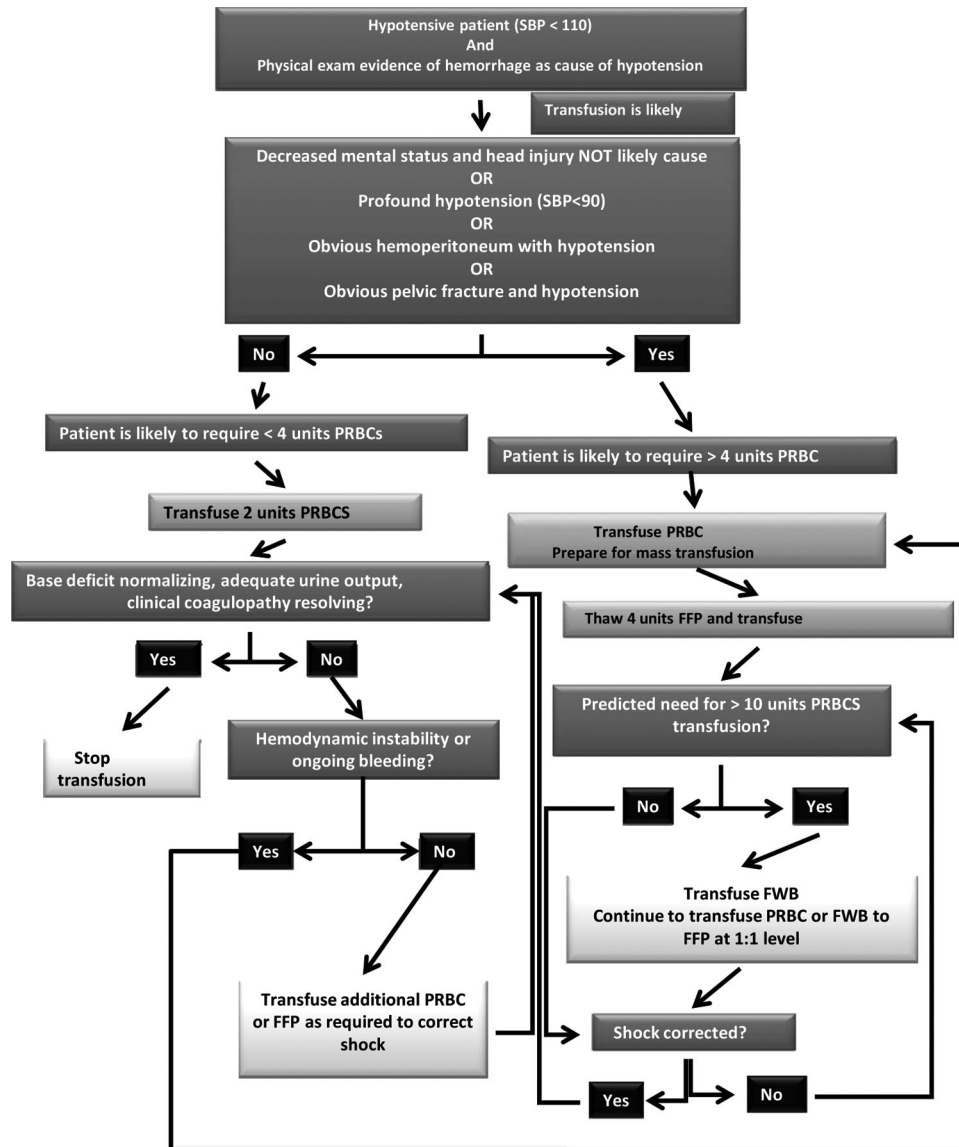 Hypotensive patient (SBP < 110)
And
Physical exam evidence of hemorrhage as cause of hypotension
Transfusion is likely
Decreased mental status and head injury NOT likely cause
OR
Profound hypotension (SBP<90)
OR
Obvious hemoperitoneum with hypotension
OR
Obvious pelvic fracture and hypotension
No
Yes
Patient is likely to require < 4 units PRBCs
Patient is likely to require > 4 units PRBC
Transfuse 2 units PRBCS
Transfuse PRBC
Prepare for mass transfusion
Base deficit normalizing, adequate urine output,
clinical coagulopathy resolving?
Thaw 4 units FFP and transfuse
Yes
No
Predicted need for > 10 units PRBCS
transfusion?
Stop
transfusion
Hemodynamic instability or
ongoing bleeding?
No
Yes
Yes
No
Transfuse FWB
Continue to transfuse PRBC or FWB to
FFP at 1:1 level
Transfuse additional PRBC
or FFP as required to correct
shock
Shock corrected?
Yes
No